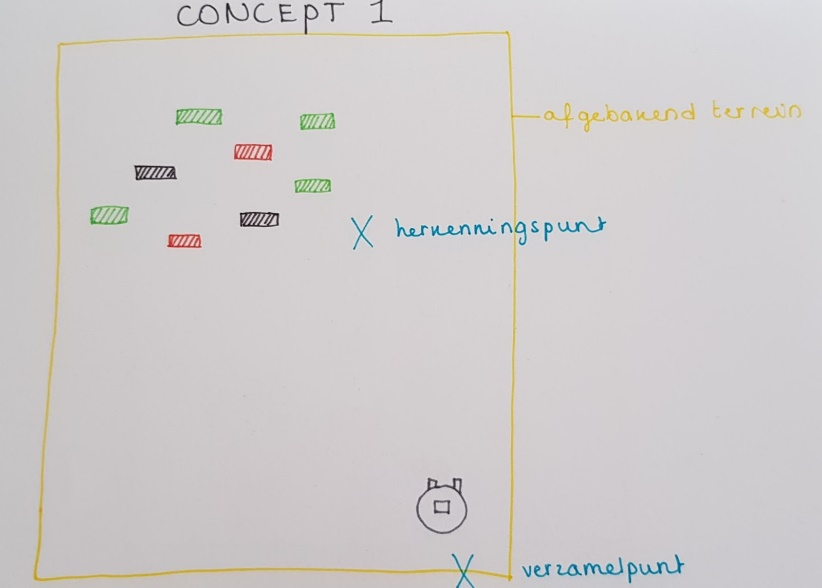 CONCEPT 1
afgebakend terrein
X herkenningspunt
X verzamelpunt